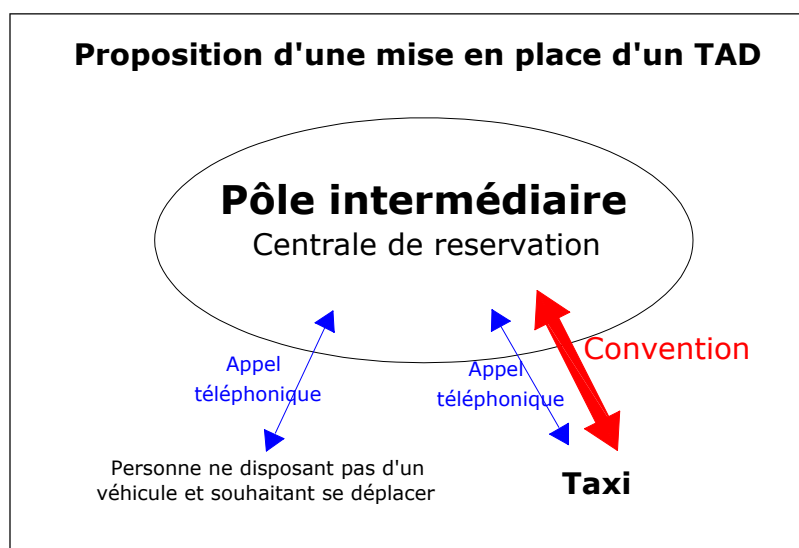 Proposition d'une mise en place d'un TAD
Pôle intermédiaire
Centrale de reservation
Convention
Appel
téléphonique
Appel
téléphonique
Personne ne disposant pas d'un
véhicule et souhaitant se déplacer
Taxi